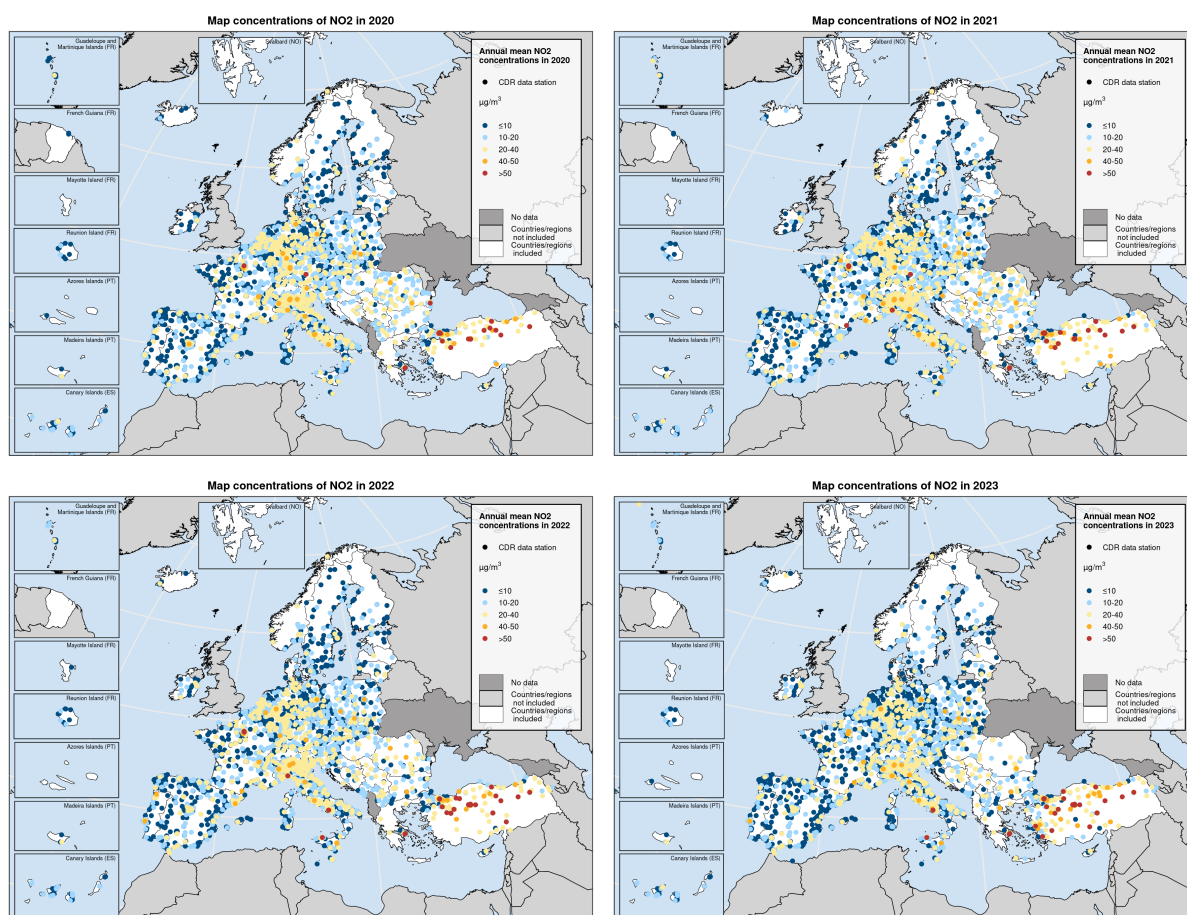 Map concentrations of NO2 in 2020
Guadeloupe and
Martinique Islands (FR)
Svalbard (NO)
French Guiana (FR)
Mayotte Island (FR)
Reunion Island (FR)
Azores Islands (PT)
Madeira Islands (PT)
Canary Islands (ES)
Annual mean NO2
concentrations in 2020
CDR data station
µg/m³
≤10
10-20
20-40
40-50
>50
No data
Countries/regions
not included
Countries/regions
included
Map concentrations of NO2 in 2021
Guadeloupe and
Martinique Islands (FR)
Svalbard (NO)
French Guiana (FR)
Mayotte Island (FR)
Reunion Island (FR)
Azores Islands (PT)
Madeira Islands (PT)
Canary Islands (ES)
Annual mean NO2
concentrations in 2021
CDR data station
µg/m³
≤10
10-20
20-40
40-50
>50
No data
Countries/regions
not included
Countries/regions
included
Map concentrations of NO2 in 2022
Guadeloupe and
Martinique Islands (FR)
Svalbard (NO)
French Guiana (FR)
Mayotte Island (FR)
Reunion Island (FR)
Azores Islands (PT)
Madeira Islands (PT)
Canary Islands (ES)
Annual mean NO2
concentrations in 2022
CDR data station
µg/m³
≤10
10-20
20-40
40-50
>50
No data
Countries/regions
not included
Countries/regions
included
Map concentrations of NO2 in 2023
Guadeloupe and
Martinique Islands (FR)
Svalbard (NO)
French Guiana (FR)
Mayotte Island (FR)
Reunion Island (FR)
Azores Islands (PT)
Madeira Islands (PT)
Canary Islands (ES)
Annual mean NO2
concentrations in 2023
CDR data station
µg/m³
≤10
10-20
20-40
40-50
>50
No data
Countries/regions
not included
Countries/regions
included